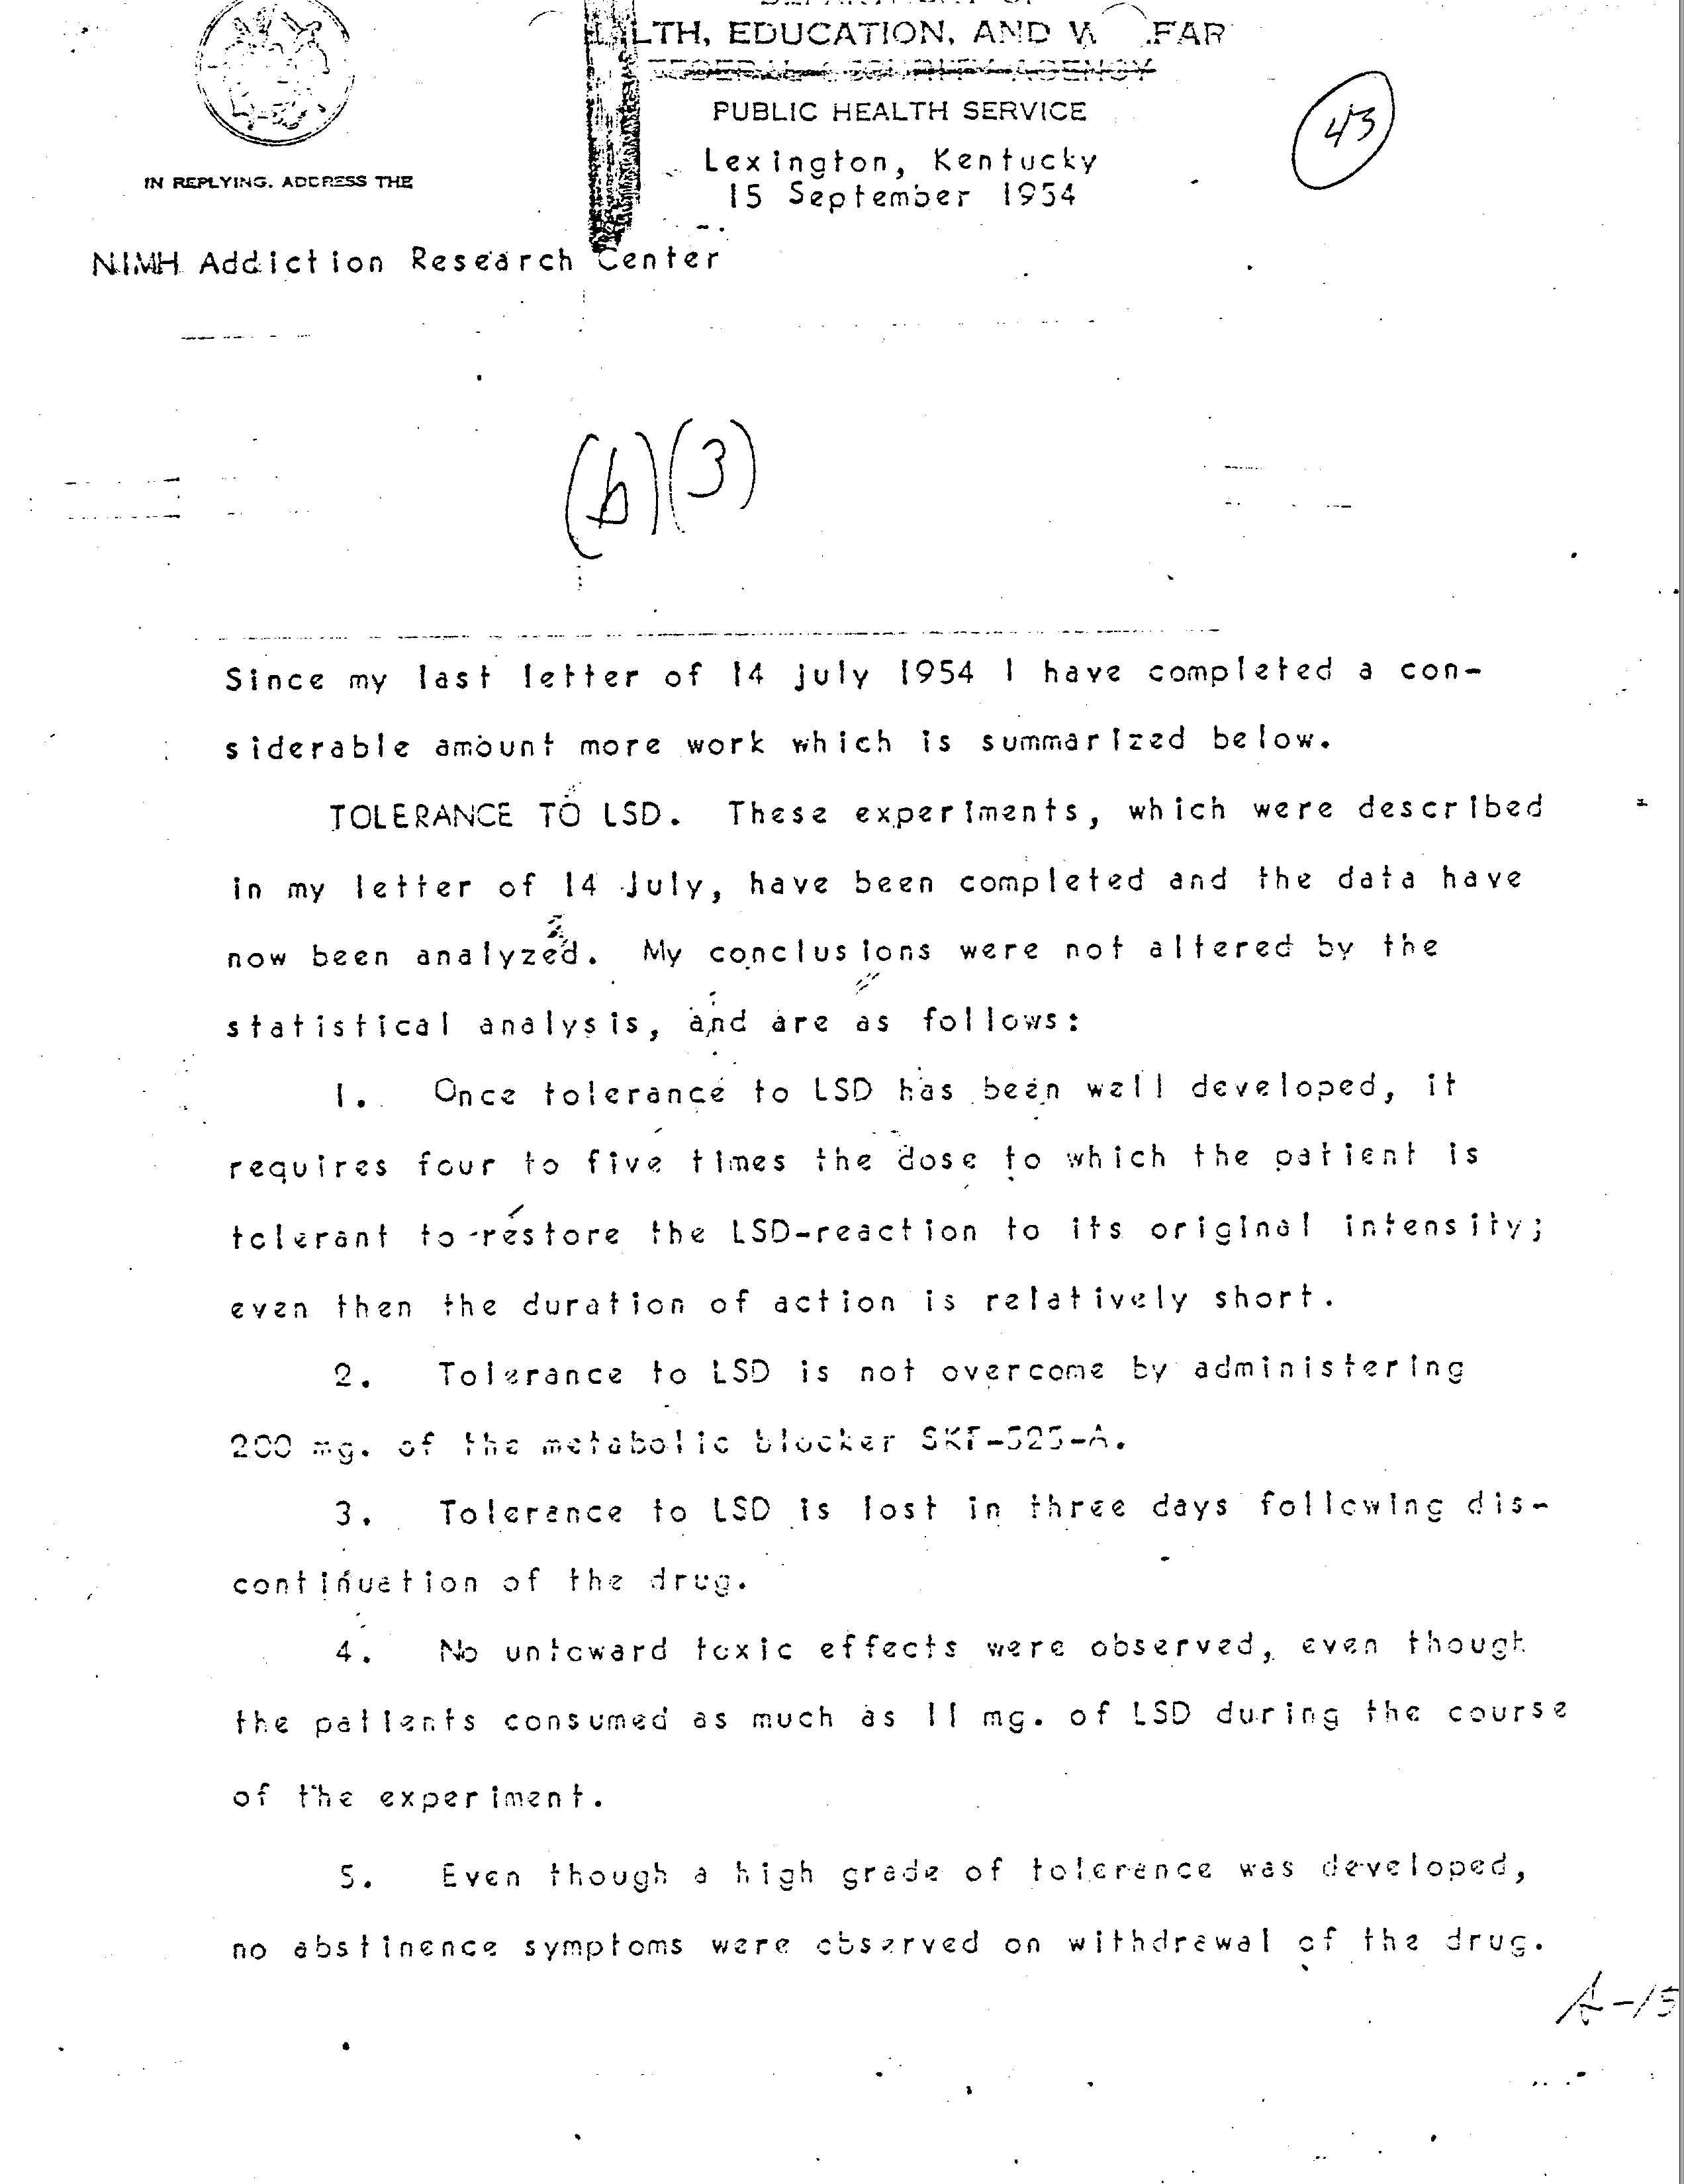 LTH, EDUCATION, AND W FAR
FEDERAL SECURITY AGENCY
PUBLIC HEALTH SERVICE
43
Lexington, Kentucky
IN REPLYING, ADDRESS THE
15 September 1954
NIMH Addiction Research Center
(b)(3)
Since my last letter of 14 july 1954 I have completed a con-
siderable amount more work which is summarized below.
TOLERANCE TO LSD. These experiments, which were described
in my letter of 14 July, have been completed and the data have
now been analyzed. My conclusions were not altered by the
statistical analysis, and are as follows:
1. Once tolerance to LSD has been well developed, it
requires four to five times the dose to which the patient is
tolerant to restore the LSD-reaction to its original intensity;
even then the duration of action is relatively short.
2. Tolerance to LSD is not overcome by administering
200 mg. of the metabolic blocker SKF-525-A.
3. Tolerance to LSD is lost in three days following dis-
continuation of the drug.
4. No untoward toxic effects were observed, even though
the patients consumed as much as 11 mg. of LSD during the course
of the experiment.
5. Even though a high grade of tolerance was developed,
no abstinence symptoms were observed on withdrawal of the drug.
A-15